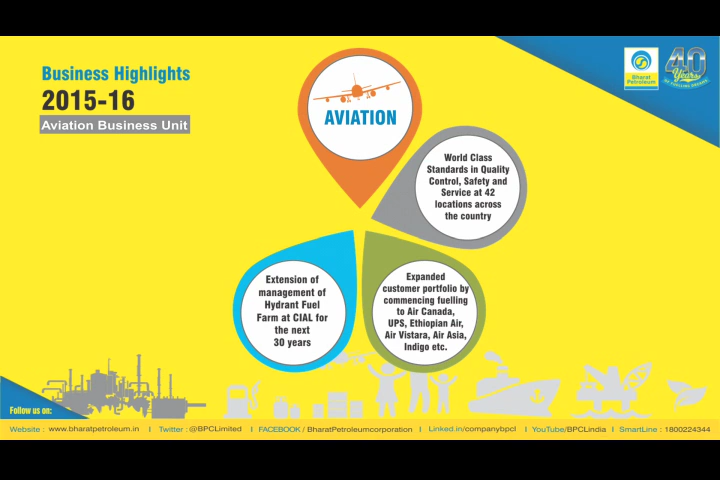 Business Highlights
2015-16
Aviation Business Unit
Bharat
Petroleum
40
Years
AVIATION
World Class
Standards in Quality
Control, Safety and
Service at 42
locations across
the country
Extension of
management of
Hydrant Fuel
Farm at CIAL for
the next
30 years
Expanded
customer portfolio by
commencing fuelling
to Air Canada,
UPS, Ethiopian Air,
Air Vistara, Air Asia,
Indigo etc.
Follow us on:
Website : www.bharatpetroleum.in I Twitter : @BPCLimited I FACEBOOK / BharatPetroleumcorporation I Linked.in/companybpcl I YouTube/BPCLindia I SmartLine : 1800224344